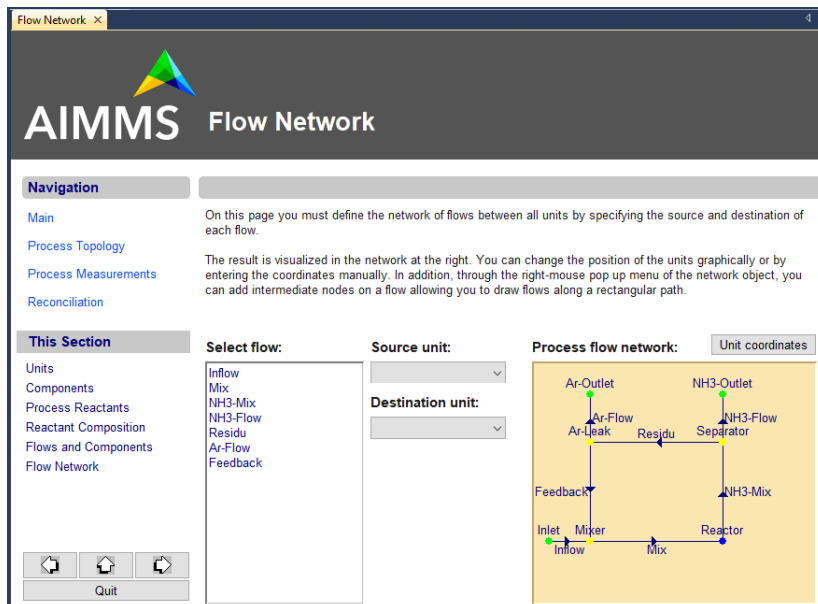 Flow Network
AIMMS
Flow Network
Navigation
Main
Process Topology
Process Measurements
Reconciliation
This Section
Units
Components
Process Reactants
Reactant Composition
Flows and Components
Flow Network
Quit
On this page you must define the network of flows between all units by specifying the source and destination of
each flow.
The result is visualized in the network at the right. You can change the position of the units graphically or by
entering the coordinates manually. In addition, through the right-mouse pop up menu of the network object, you
can add intermediate nodes on a flow allowing you to draw flows along a rectangular path.
Select flow:
Inflow
Mix
NH3-Mix
NH3-Flow
Residu
Ar-Flow
Feedback
Source unit:
Destination unit:
Process flow network:
Unit coordinates
Ar-Outlet NH3-Outlet
Ar-Flow NH3-Flow
Ar-Leak Residu Separator
Feedback NH3-Mix
Inlet Mixer Reactor
Inflow Mix